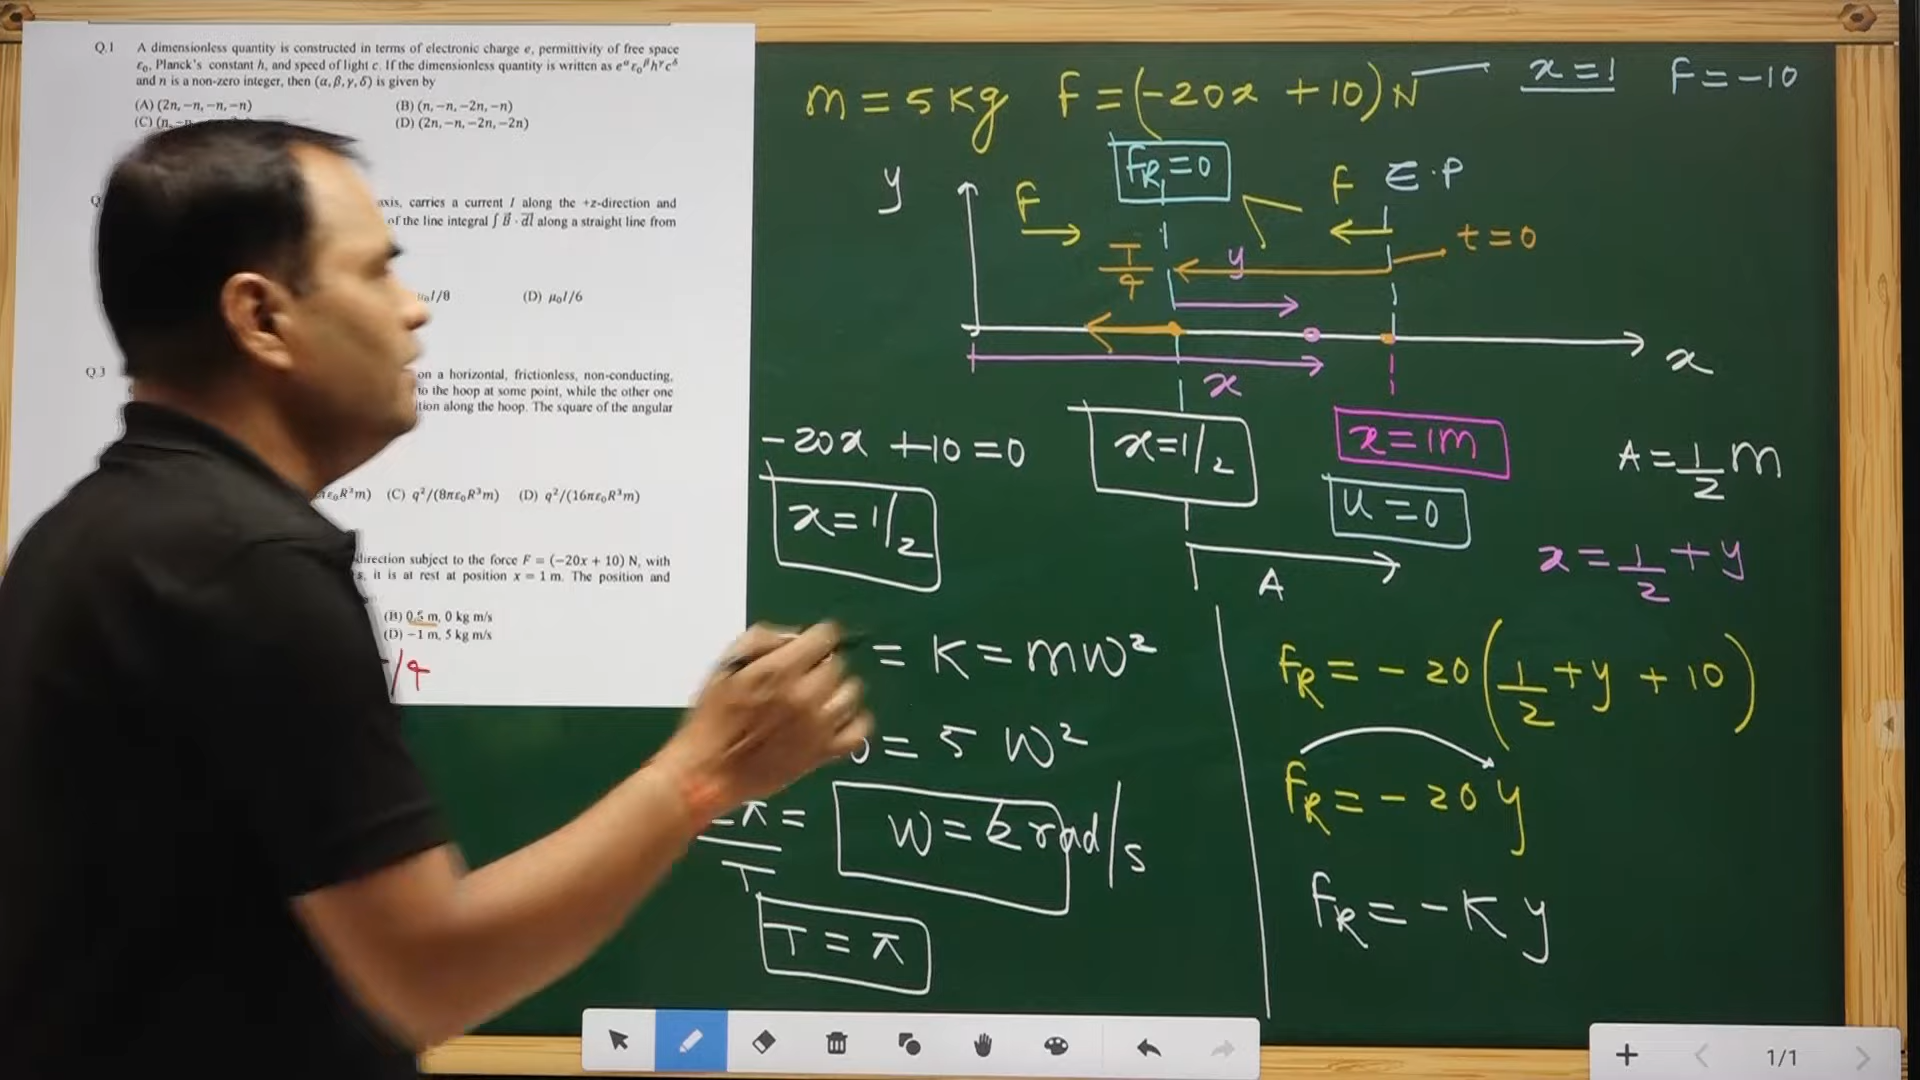 Q.1 A dimensionless quantity is constructed in terms of electronic charge e, permittivity of free space
ε₀, Planck's constant h, and speed of light c. If the dimensionless quantity is written as e^α ε₀^β h^γ c^δ
and n is a non-zero integer, then (α, β, γ, δ) is given by
(A) (2n, −n, −n, −n) (B) (n, −n, −2n, −n)
(C) (n, −n, (D) (2n, −n, −2n, −2n)
axis, carries a current I along the +z-direction and
of the line integral ∫ B⃗ · dl⃗ along a straight line from
I/8 (D) μ₀I/6
Q.3 on a horizontal, frictionless, non-conducting,
to the hoop at some point, while the other one
along the hoop. The square of the angular
ε₀R³m) (C) q²/(8πε₀R³m) (D) q²/(16πε₀R³m)
direction subject to the force F = (−20x + 10) N, with
s, it is at rest at position x = 1 m. The position and
(B) 0.5 m, 0 kg m/s
(D) −1 m, 5 kg m/s
/4
m = 5 kg F = (-20x + 10) N x = 1 F = -10
FR = 0 F E.P
y F
T/4 y t = 0
x
x
-20x + 10 = 0 x = 1/2 x = 1m A = 1/2 m
x = 1/2 u = 0
A x = 1/2 + y
= K = mw²
= 5 w²
= w = 2 rad/s
T
T = π
FR = - 20 (1/2 + y + 10)
FR = - 20 y
FR = - K y
1/1